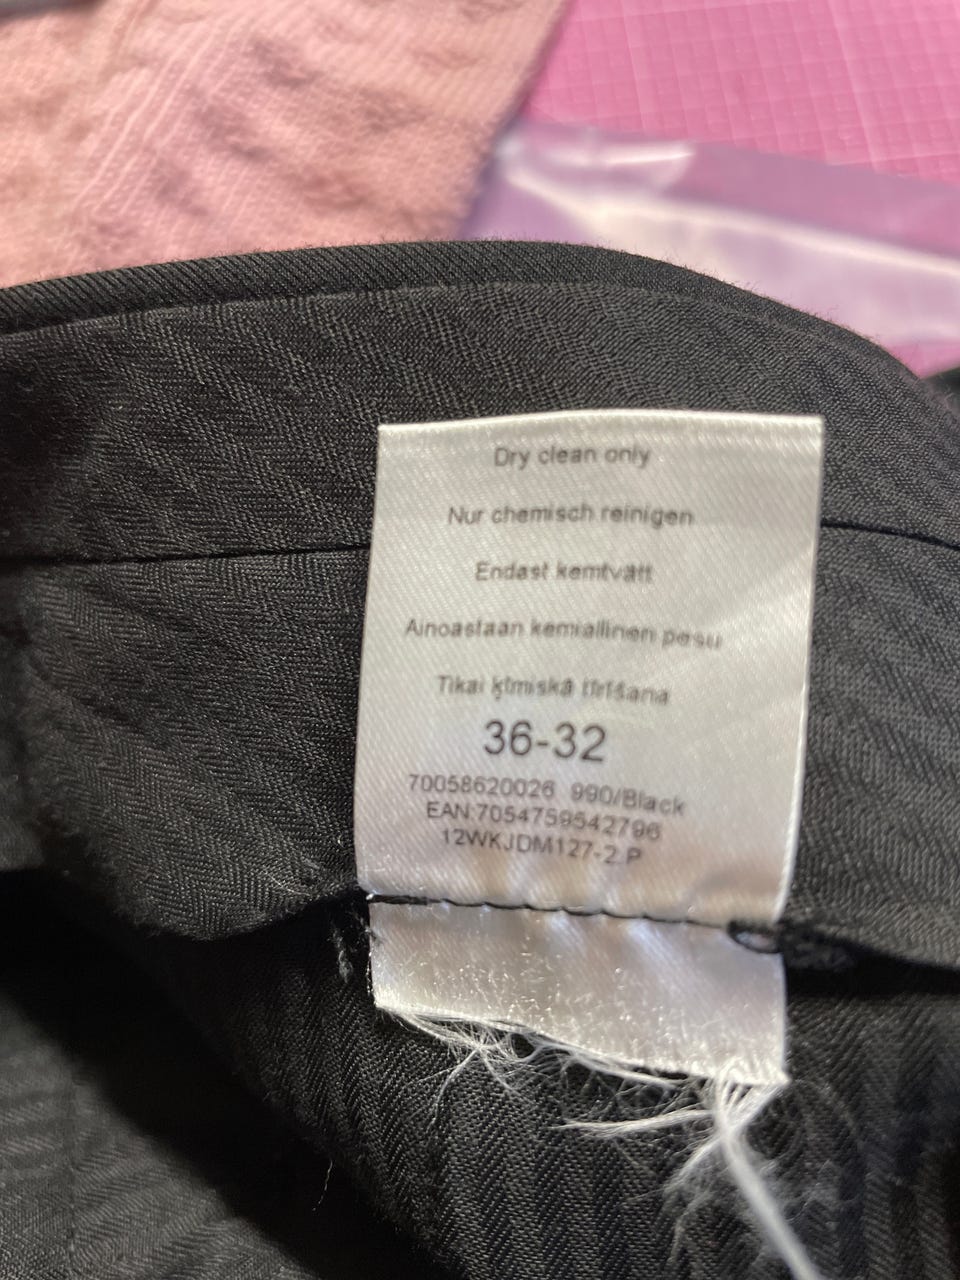 Dry clean only
Nur chemisch reinigen
Endast kemtvätt
Ainoastaan kemiallinen pesu
Tikai ķīmiskā tīrīšana
36-32
70058620026 990/Black
EAN:7054759542796
12WKJDM127-2.P